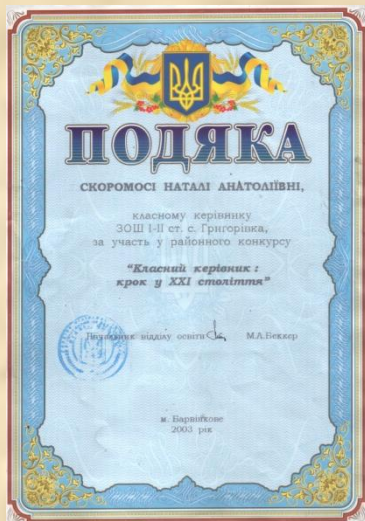 ПОДЯКА
СКОРОМОСІ НАТАЛІ АНАТОЛІЇВНІ,
класному керівнику
ЗОШ І-ІІ ст. с. Григорівка,
за участь у районного конкурсу
"Класний керівник :
крок у ХХІ століття"
Начальник відділу освіти М.А.Беккер
м. Барвінкове
2003 рік